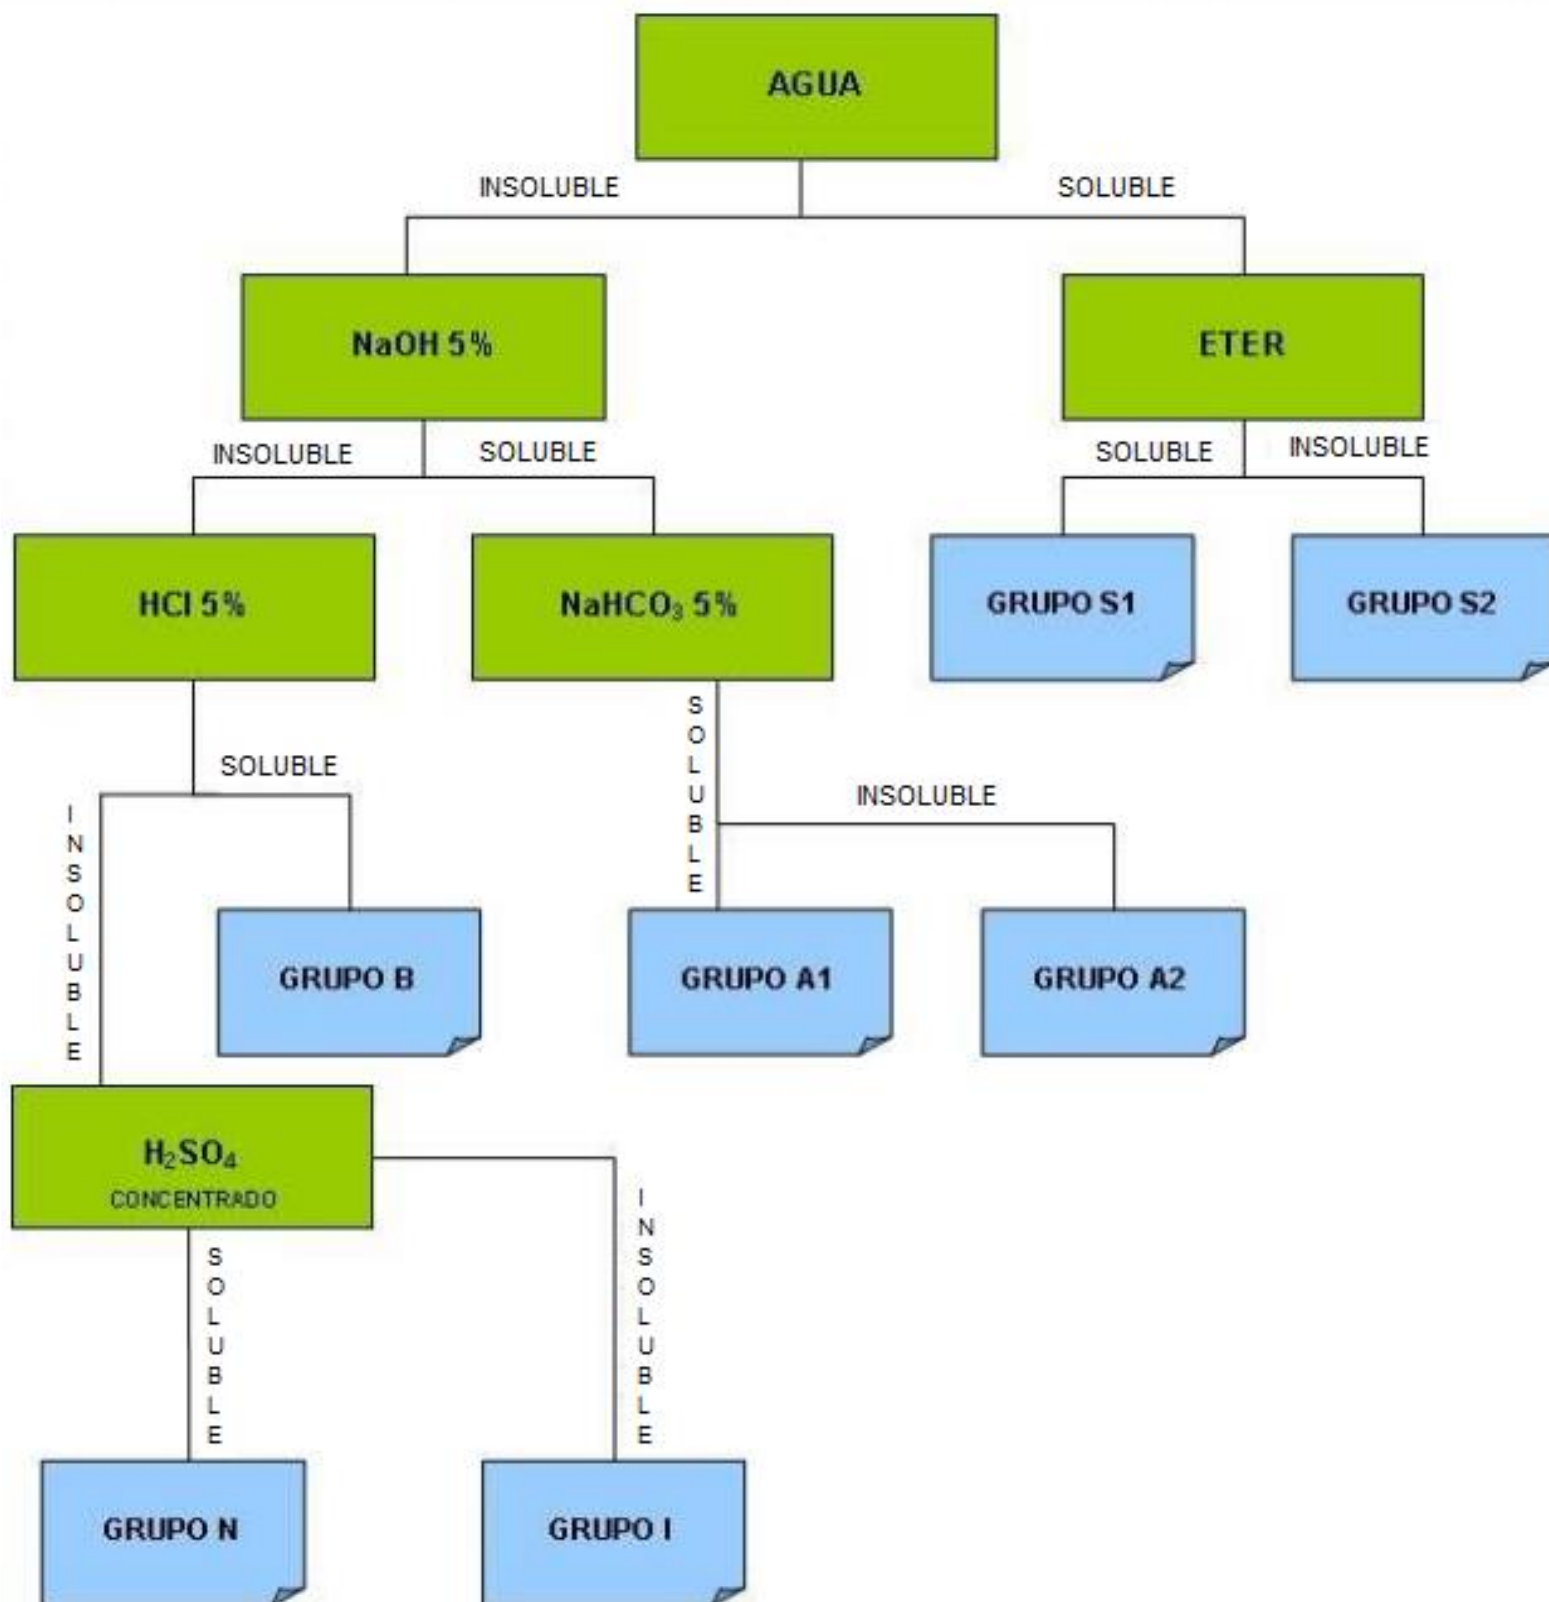 AGUA
INSOLUBLE
SOLUBLE
NaOH 5%
ETER
INSOLUBLE
SOLUBLE
SOLUBLE
INSOLUBLE
HCl 5%
NaHCO₃ 5%
GRUPO S1
GRUPO S2
SOLUBLE
INSOLUBLE
SOLUBLE
INSOLUBLE
GRUPO B
GRUPO A1
GRUPO A2
H₂SO₄
CONCENTRADO
SOLUBLE
INSOLUBLE
GRUPO N
GRUPO I